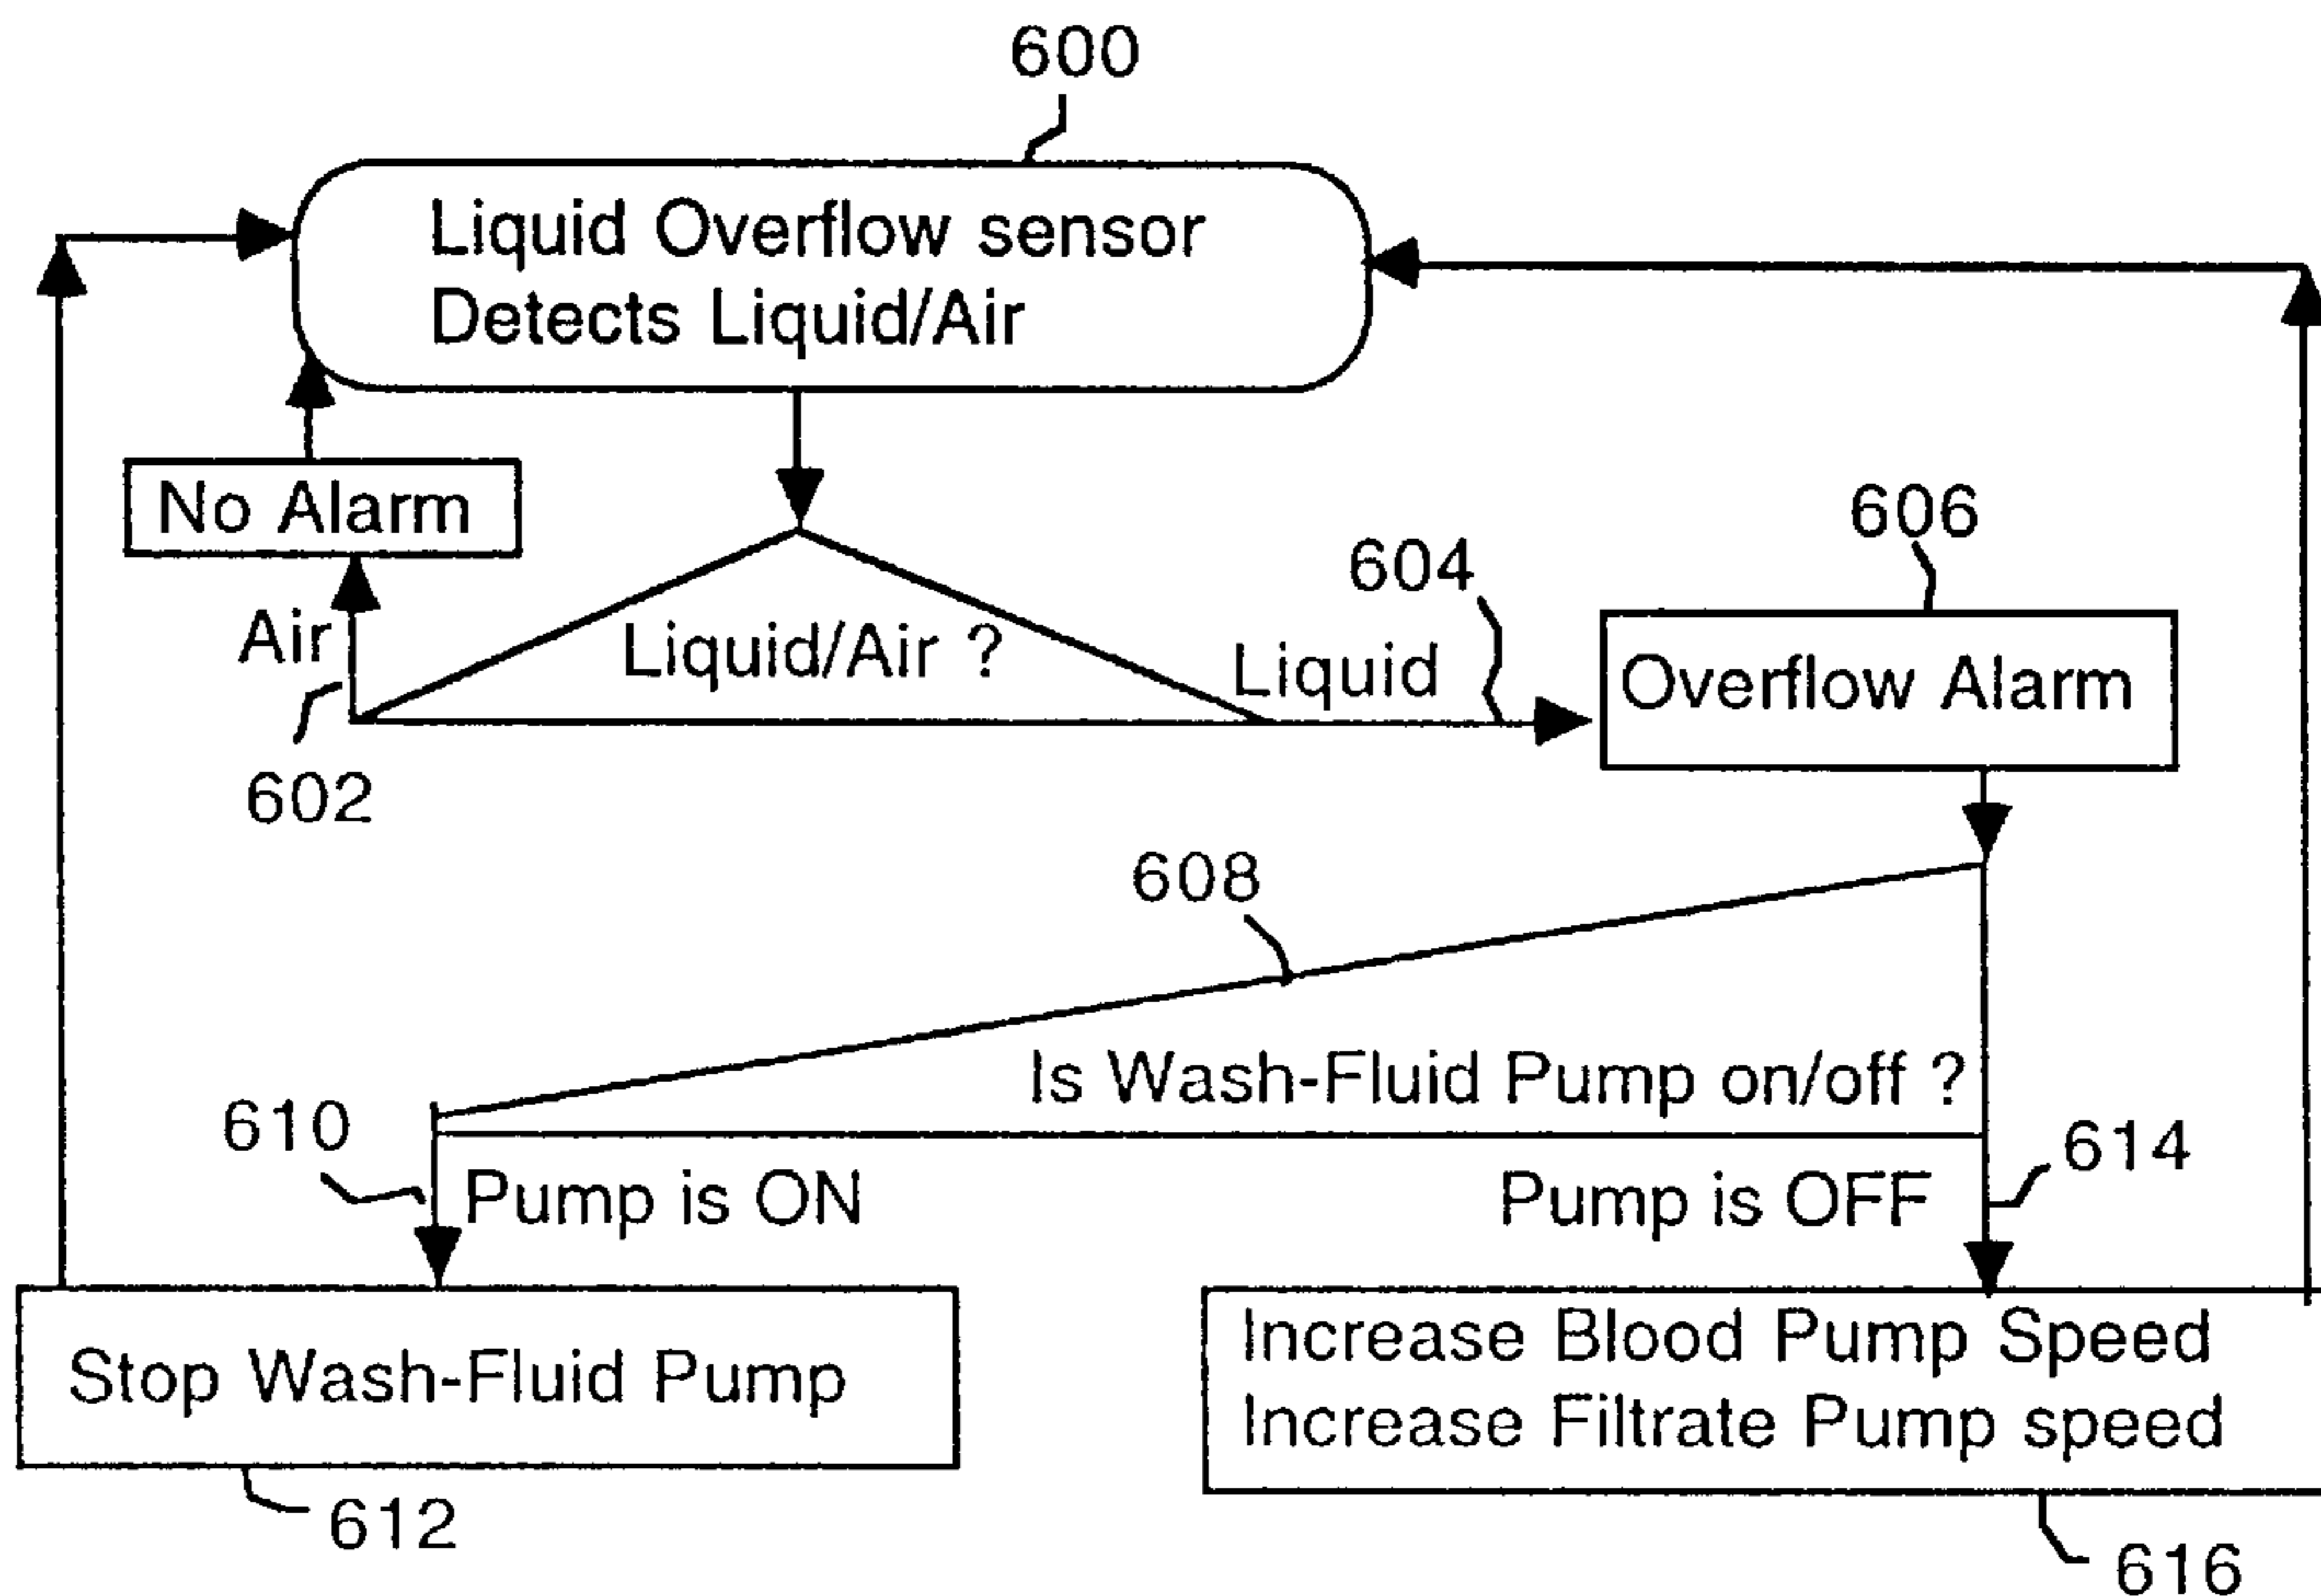 600
Liquid Overflow sensor
Detects Liquid/Air
No Alarm
606
604
Air
Liquid/Air ?
Liquid
Overflow Alarm
602
608
Is Wash-Fluid Pump on/off ?
610
614
Pump is ON
Pump is OFF
Stop Wash-Fluid Pump
Increase Blood Pump Speed
Increase Filtrate Pump speed
612
616